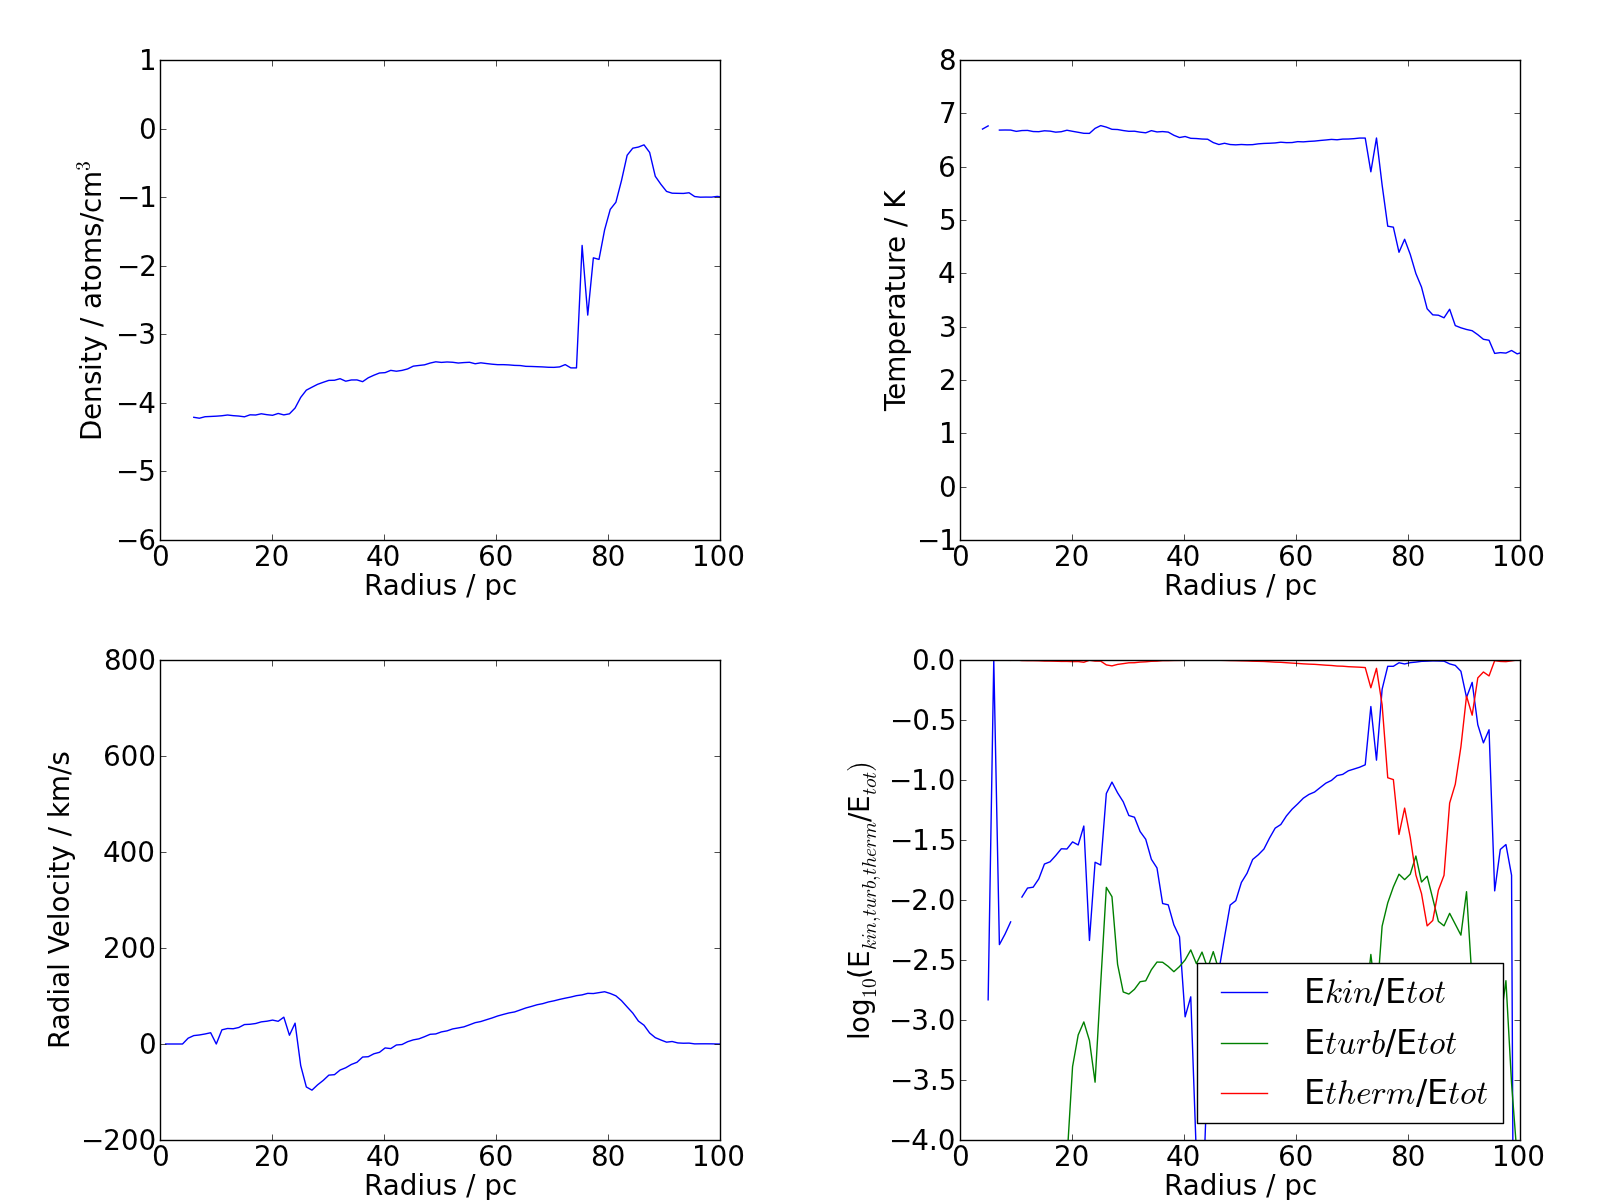 1
0
−1
−2
−3
−4
−5
−6
0 20 40 60 80 100
Radius / pc
Density / atoms/cm³
8
7
6
5
4
3
2
1
0
−1
0 20 40 60 80 100
Radius / pc
Temperature / K
800
600
400
200
0
−200
0 20 40 60 80 100
Radius / pc
Radial Velocity / km/s
0.0
−0.5
−1.0
−1.5
−2.0
−2.5
−3.0
−3.5
−4.0
0 20 40 60 80 100
Radius / pc
log₁₀(E_kin,turb,therm/E_tot)
Ekin/Etot
Eturb/Etot
Etherm/Etot